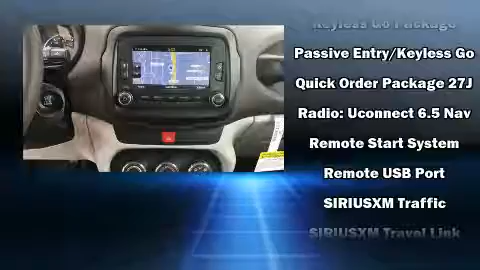 Keyless Go Package
Passive Entry/Keyless Go
Quick Order Package 27J
Radio: Uconnect 6.5 Nav
Remote Start System
Remote USB Port
SIRIUSXM Traffic
SIRIUSXM Travel Link